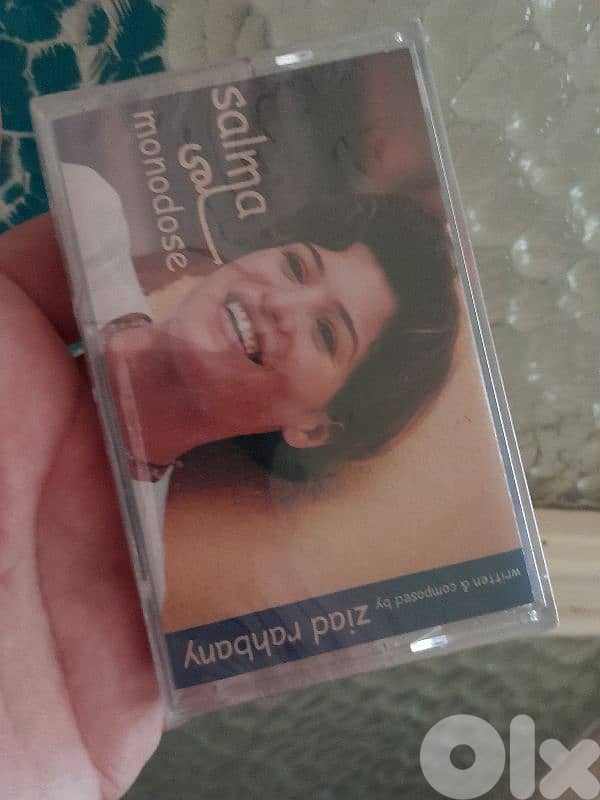 salma
monodose
written & composed by
ziad rahbany
Olx